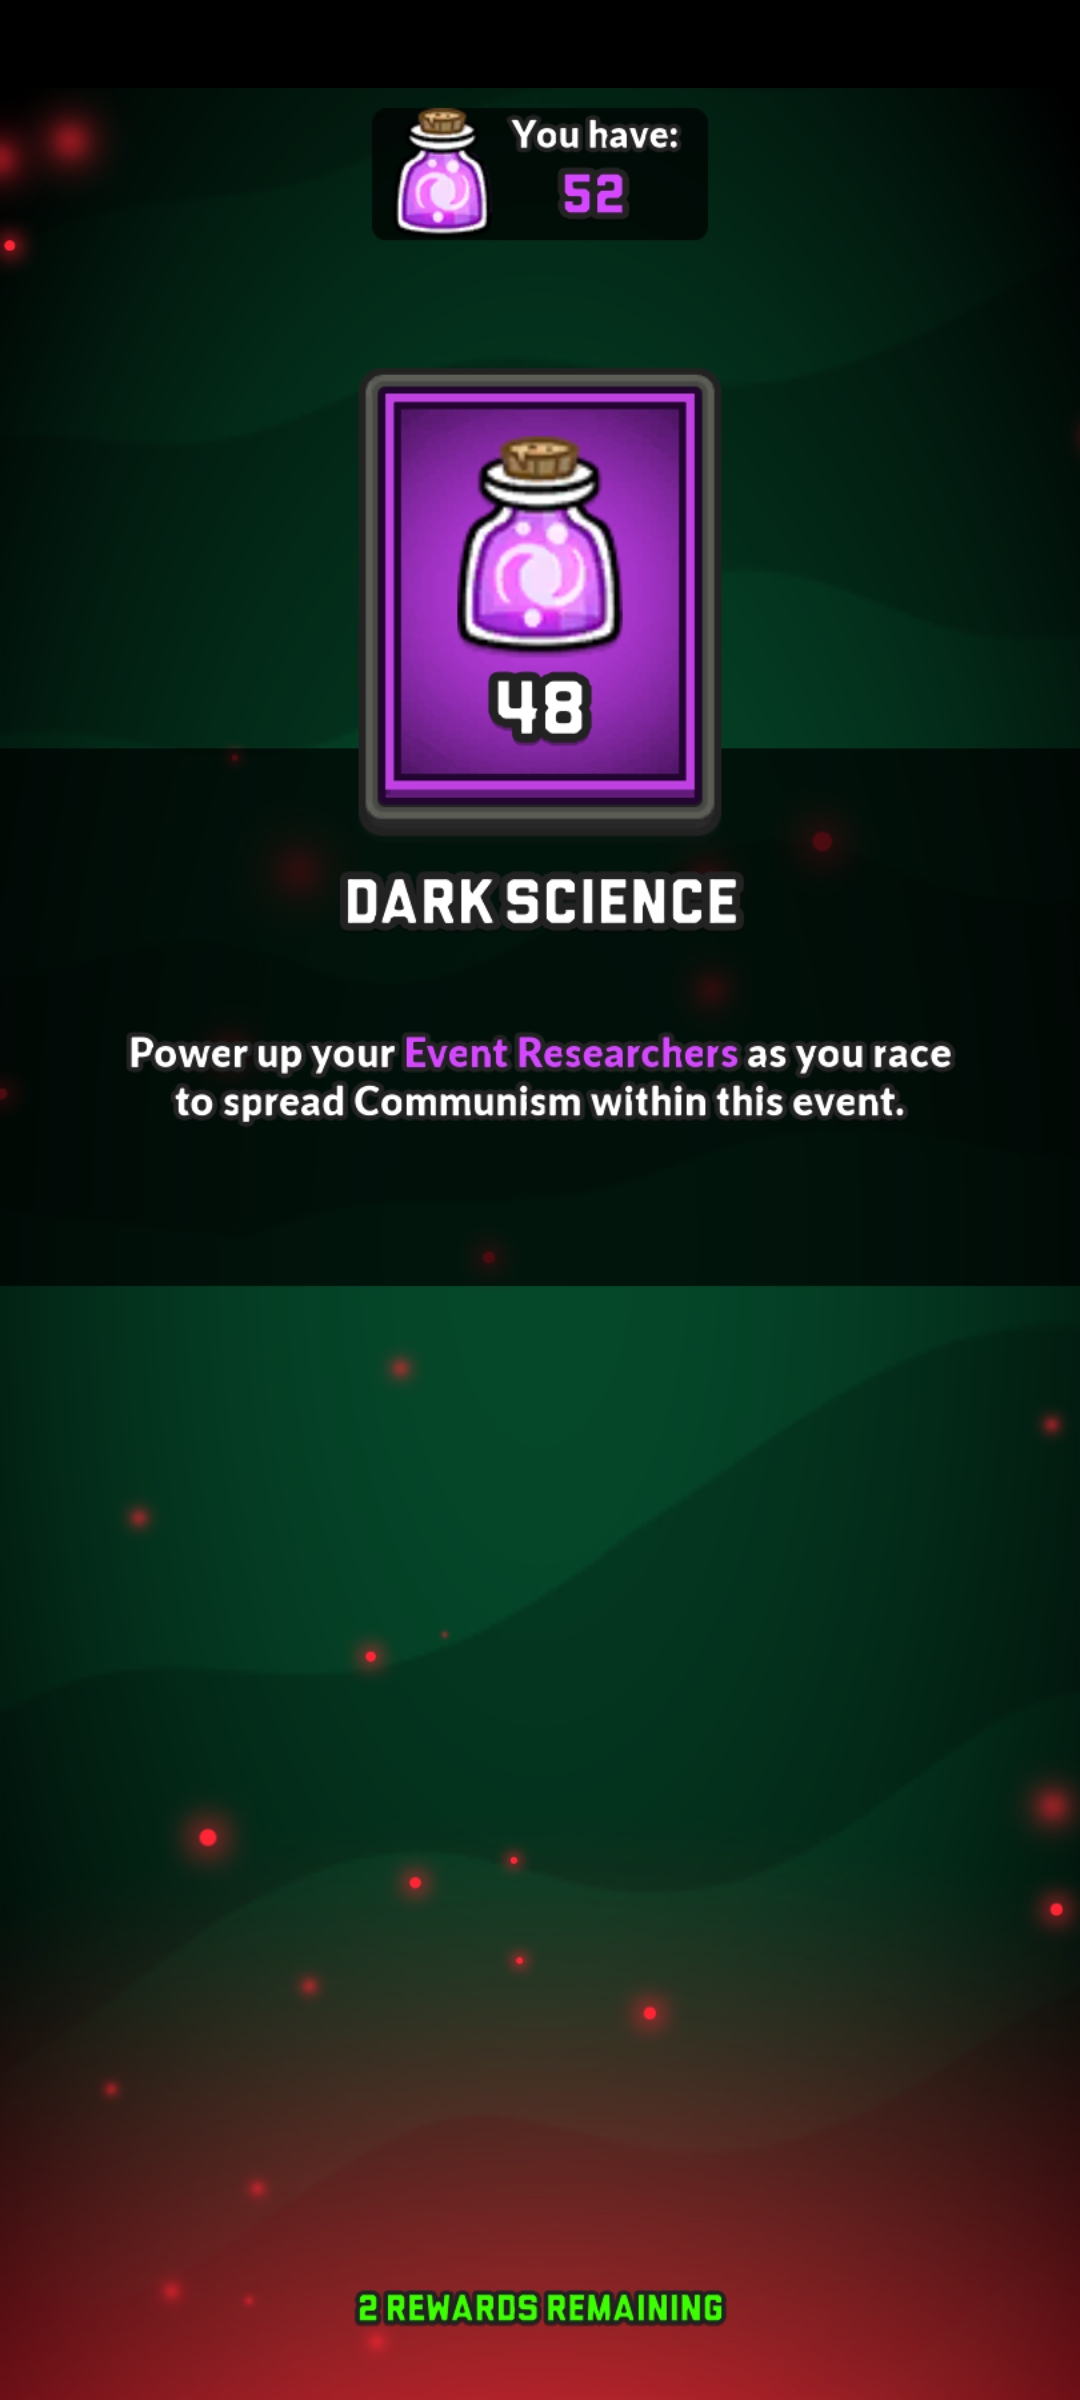 You have:
52
48
DARK SCIENCE
Power up your Event Researchers as you race
to spread Communism within this event.
2 REWARDS REMAINING